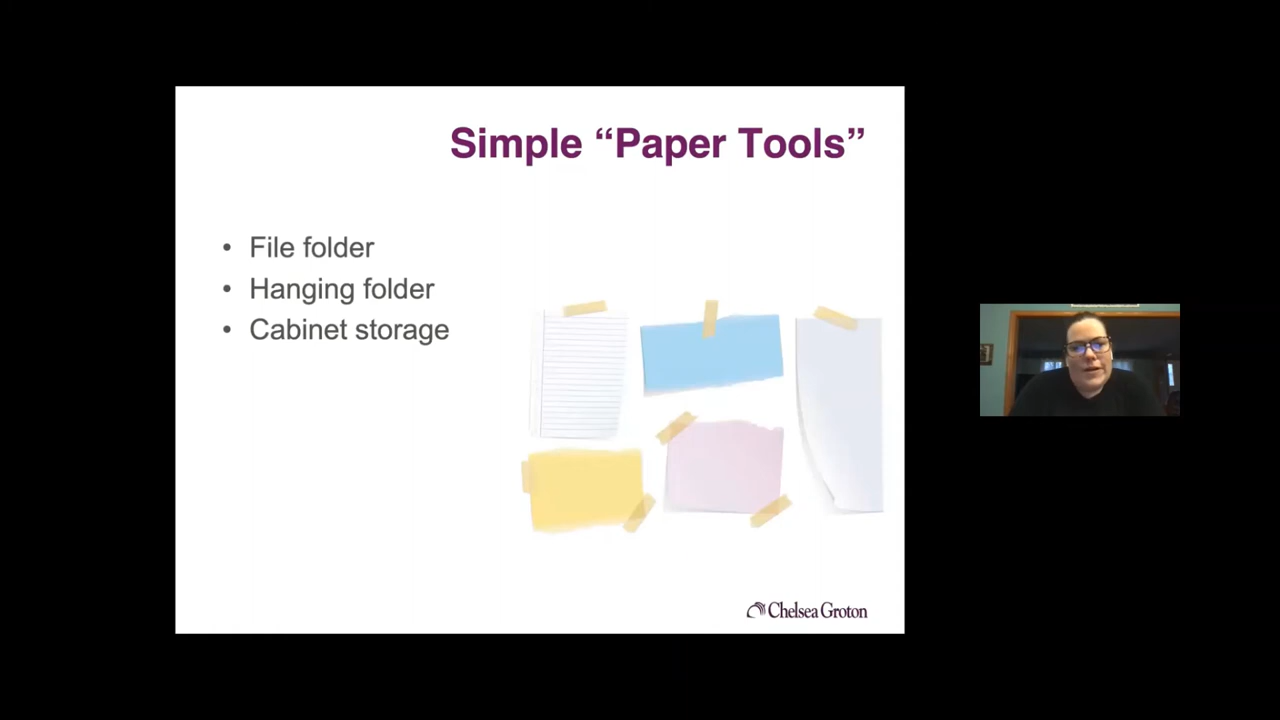 Simple “Paper Tools”
• File folder
• Hanging folder
• Cabinet storage
Chelsea Groton